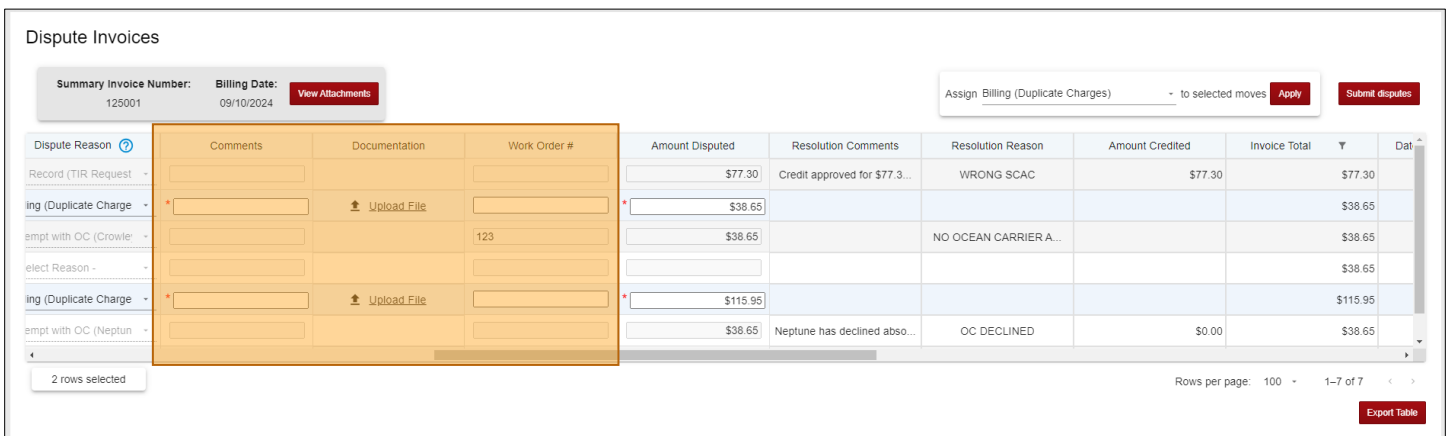 Dispute Invoices
Summary Invoice Number: Billing Date:
125001 09/10/2024
View Attachments
Assign Billing (Duplicate Charges) to selected moves Apply
Submit disputes
Dispute Reason ? Comments Documentation Work Order # Amount Disputed Resolution Comments Resolution Reason Amount Credited Invoice Total Dat
Record (TIR Request $77.30 Credit approved for $77.3... WRONG SCAC $77.30 $77.30
ing (Duplicate Charge * Upload File * $38.65 $38.65
empt with OC (Crowle 123 $38.65 NO OCEAN CARRIER A... $38.65
elect Reason - $38.65
ing (Duplicate Charge * Upload File * $115.95 $115.95
empt with OC (Neptun $38.65 Neptune has declined abso... OC DECLINED $0.00 $38.65
2 rows selected
Rows per page: 100 1–7 of 7
Export Table